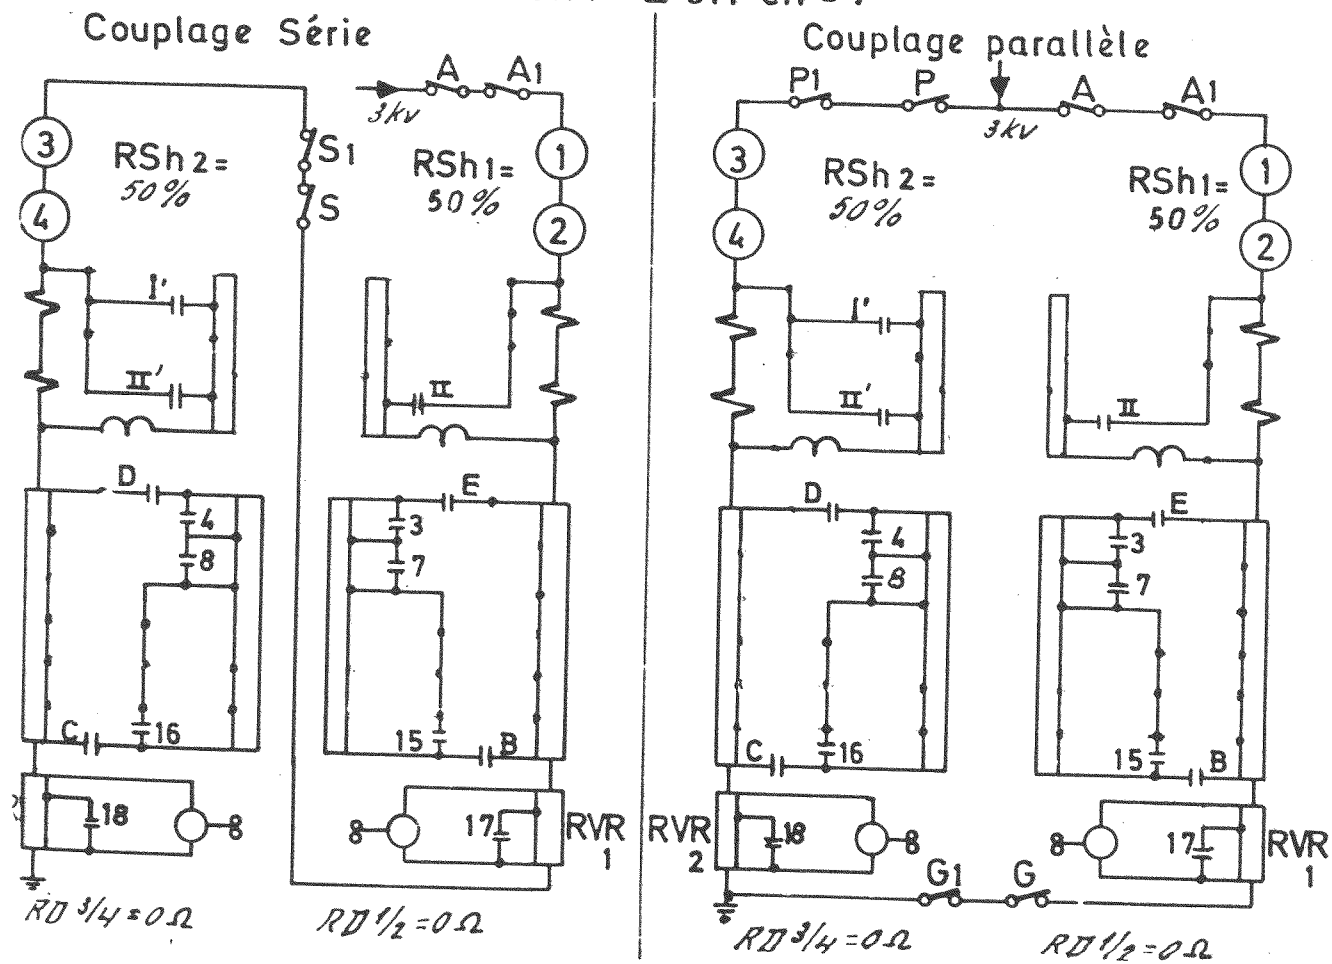 Couplage Série
A A1
3kv
3
RSh2=
50%
S1
S
RSh1=
50%
1
4
2
I'
II'
II
D
E
4
8
3
7
C
16
15
B
18
8
8
17
RVR
1
RD 3/4 = 0 Ω
RD 1/2 = 0 Ω
Couplage parallèle
P1 P A A1
3kv
3
RSh2=
50%
RSh1=
50%
1
4
2
I'
II'
II
D
E
4
8
3
7
C
16
15
B
RVR
2
18
8
8
17
RVR
1
G1 G
RD 3/4 = 0 Ω
RD 1/2 = 0 Ω